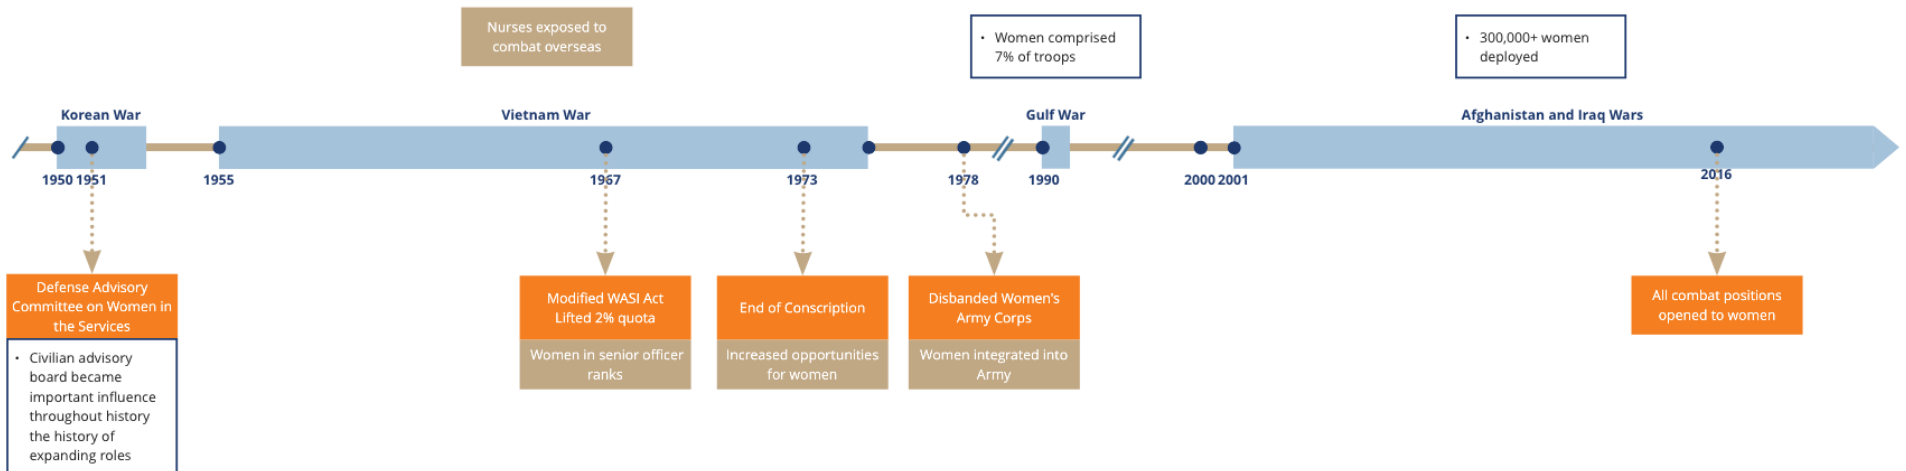 Nurses exposed to
combat overseas
• Women comprised
7% of troops
• 300,000+ women
deployed
Korean War
Vietnam War
Gulf War
Afghanistan and Iraq Wars
1950 1951
1955
1967
1973
1978
1990
2000 2001
2016
Defense Advisory
Committee on Women in
the Services
• Civilian advisory
board became
important influence
throughout history
the history of
expanding roles
Modified WASI Act
Lifted 2% quota
Women in senior officer
ranks
End of Conscription
Increased opportunities
for women
Disbanded Women's
Army Corps
Women integrated into
Army
All combat positions
opened to women